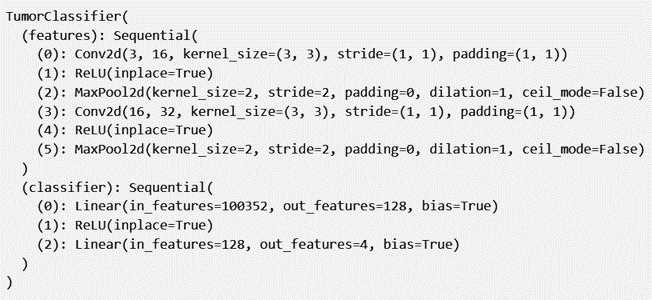 TumorClassifier(
  (features): Sequential(
    (0): Conv2d(3, 16, kernel_size=(3, 3), stride=(1, 1), padding=(1, 1))
    (1): ReLU(inplace=True)
    (2): MaxPool2d(kernel_size=2, stride=2, padding=0, dilation=1, ceil_mode=False)
    (3): Conv2d(16, 32, kernel_size=(3, 3), stride=(1, 1), padding=(1, 1))
    (4): ReLU(inplace=True)
    (5): MaxPool2d(kernel_size=2, stride=2, padding=0, dilation=1, ceil_mode=False)
  )
  (classifier): Sequential(
    (0): Linear(in_features=100352, out_features=128, bias=True)
    (1): ReLU(inplace=True)
    (2): Linear(in_features=128, out_features=4, bias=True)
  )
)